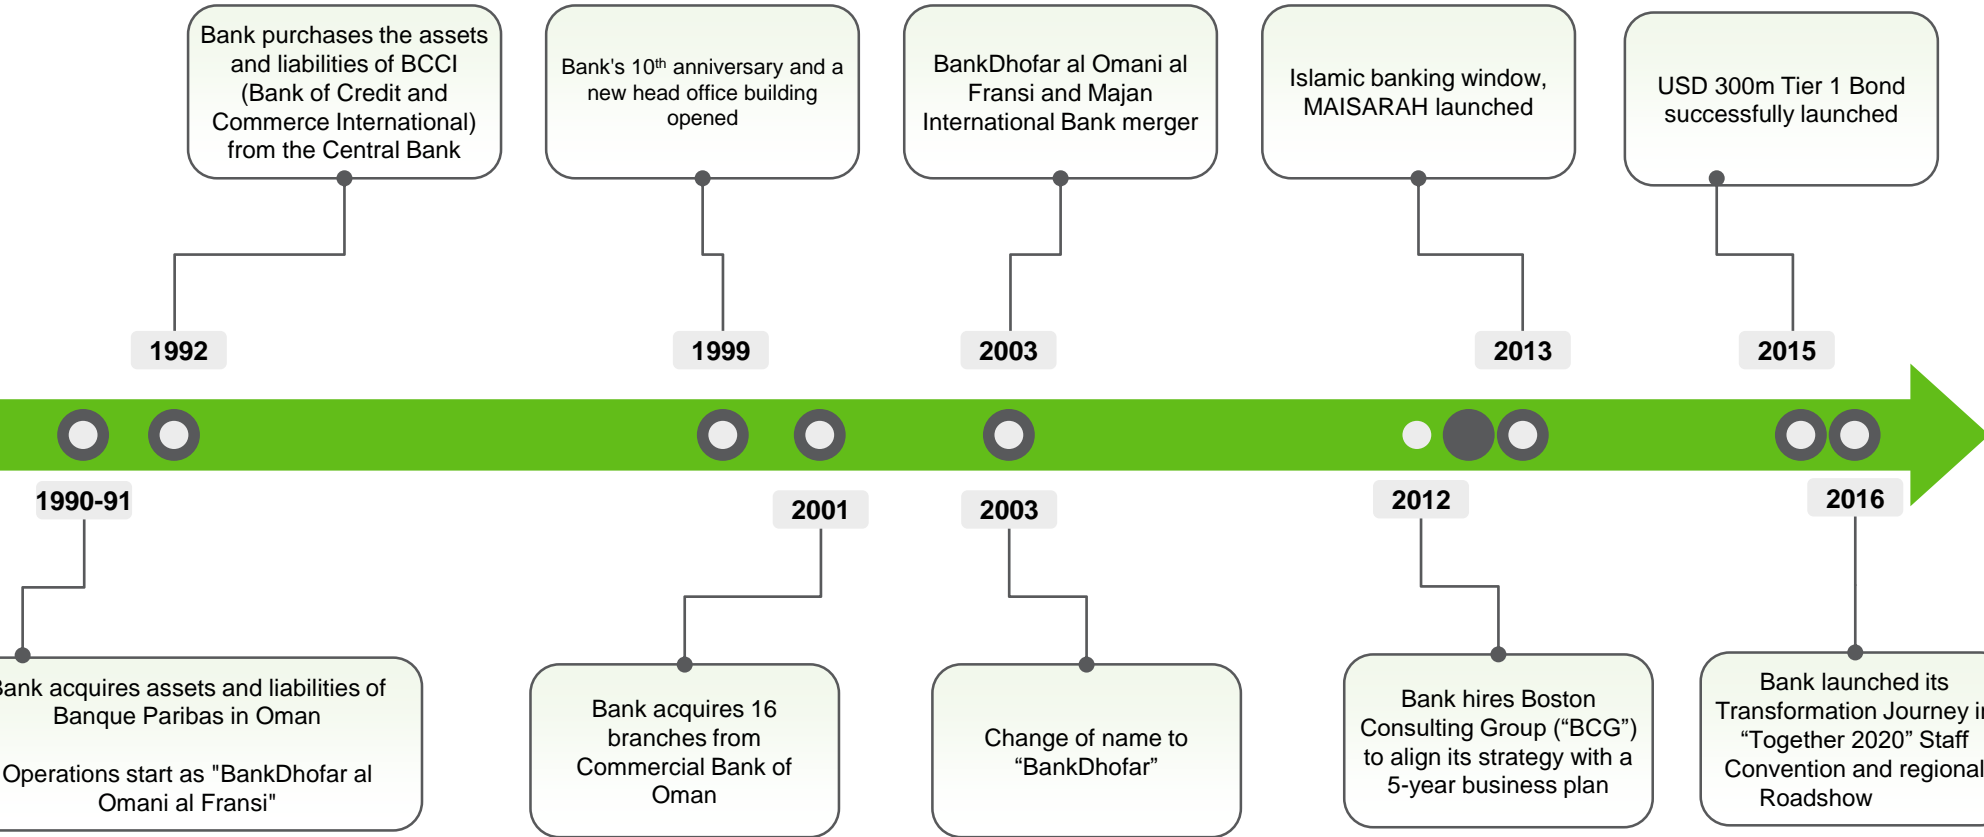 Bank purchases the assets
and liabilities of BCCI
(Bank of Credit and
Commerce International)
from the Central Bank
Bank's 10th anniversary and a
new head office building
opened
BankDhofar al Omani al
Fransi and Majan
International Bank merger
Islamic banking window,
MAISARAH launched
USD 300m Tier 1 Bond
successfully launched
1992
1999
2003
2013
2015
1990-91
2001
2003
2012
2016
Bank acquires assets and liabilities of
Banque Paribas in Oman
Operations start as "BankDhofar al
Omani al Fransi"
Bank acquires 16
branches from
Commercial Bank of
Oman
Change of name to
“BankDhofar”
Bank hires Boston
Consulting Group (“BCG”)
to align its strategy with a
5-year business plan
Bank launched its
Transformation Journey in
“Together 2020” Staff
Convention and regional
Roadshow